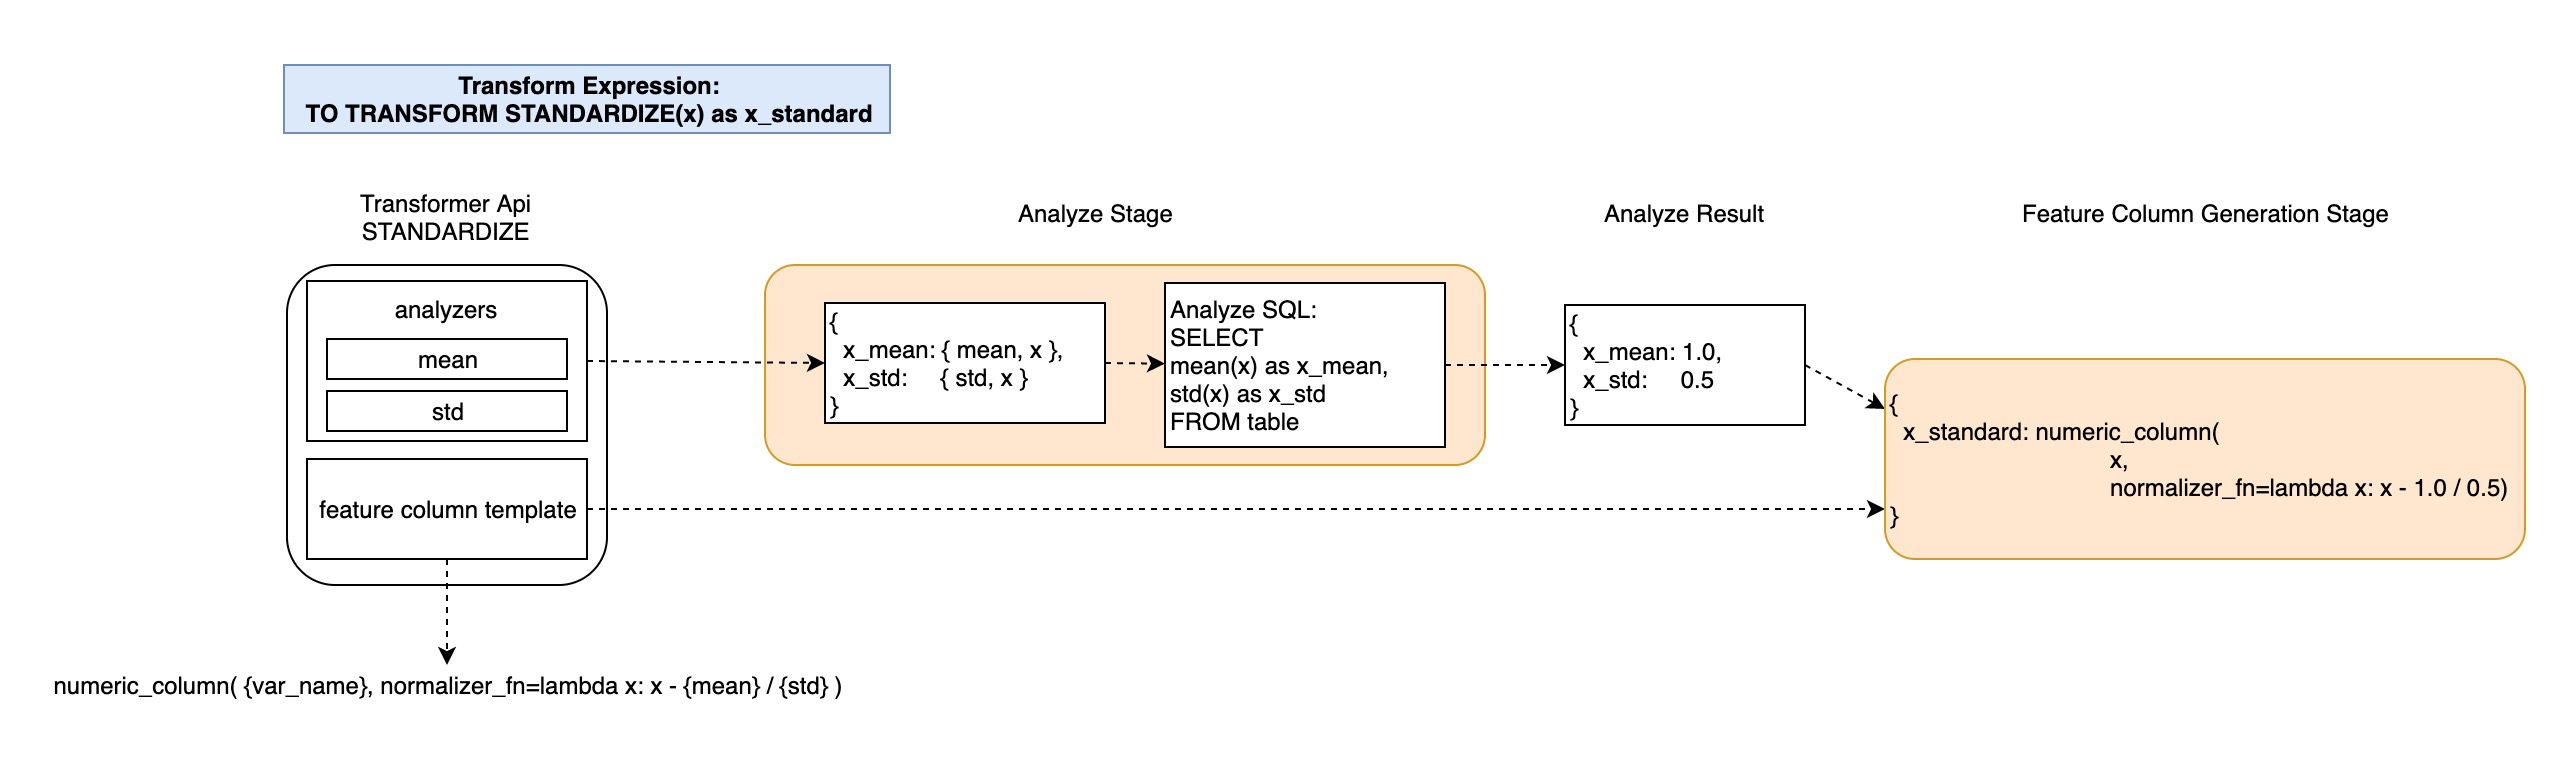 Transform Expression:
TO TRANSFORM STANDARDIZE(x) as x_standard
Transformer Api
STANDARDIZE
analyzers
mean
std
feature column template
numeric_column( {var_name}, normalizer_fn=lambda x: x - {mean} / {std} )
Analyze Stage
{
x_mean: { mean, x },
x_std: { std, x }
}
Analyze SQL:
SELECT
mean(x) as x_mean,
std(x) as x_std
FROM table
Analyze Result
{
x_mean: 1.0,
x_std: 0.5
}
Feature Column Generation Stage
{
x_standard: numeric_column(
x,
normalizer_fn=lambda x: x - 1.0 / 0.5)
}